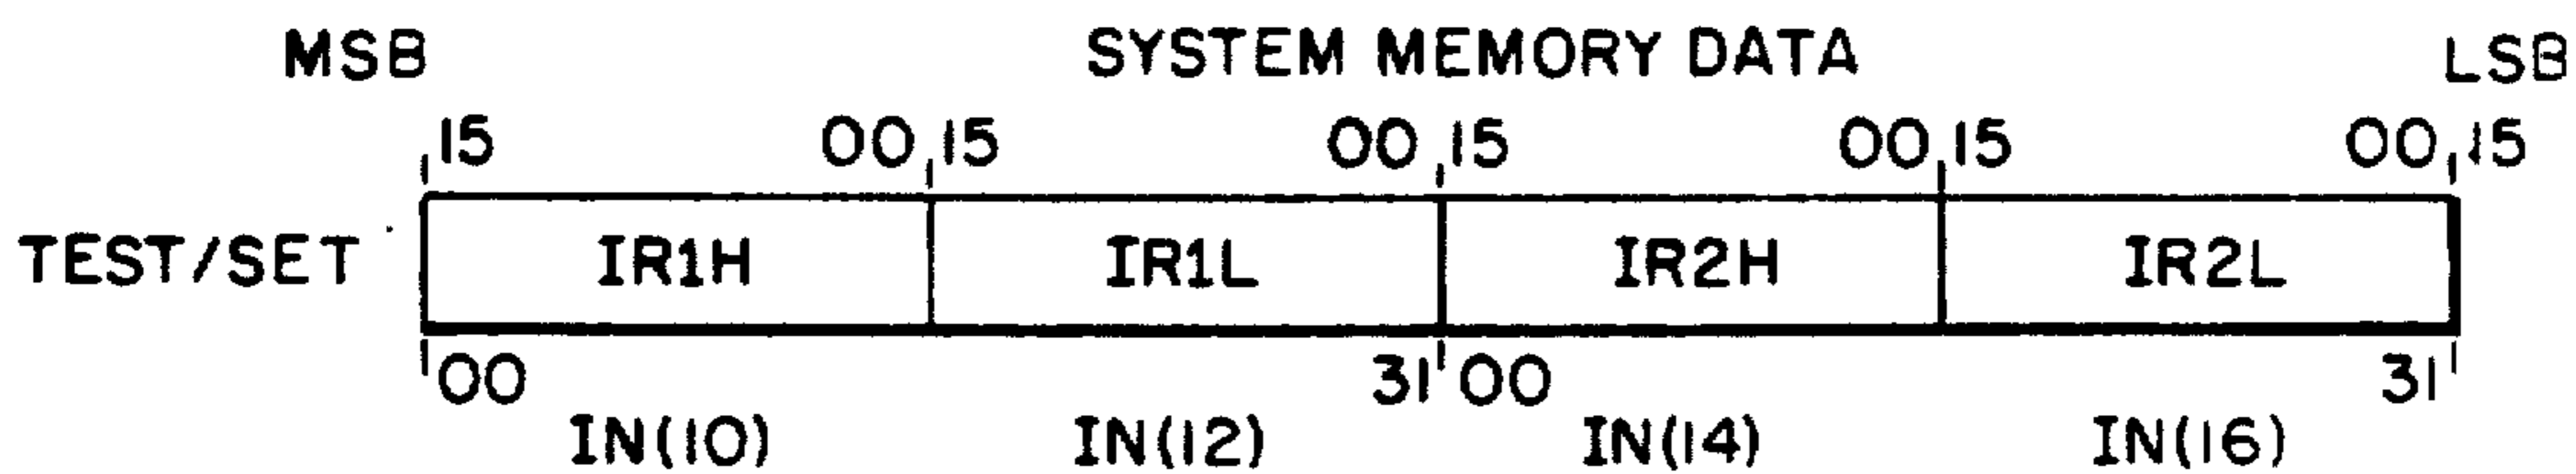 MSB SYSTEM MEMORY DATA LSB
15 00 15 00 15 00 15 00 15
TEST/SET IR1H IR1L IR2H IR2L
00 31 00 31
IN(10) IN(12) IN(14) IN(16)